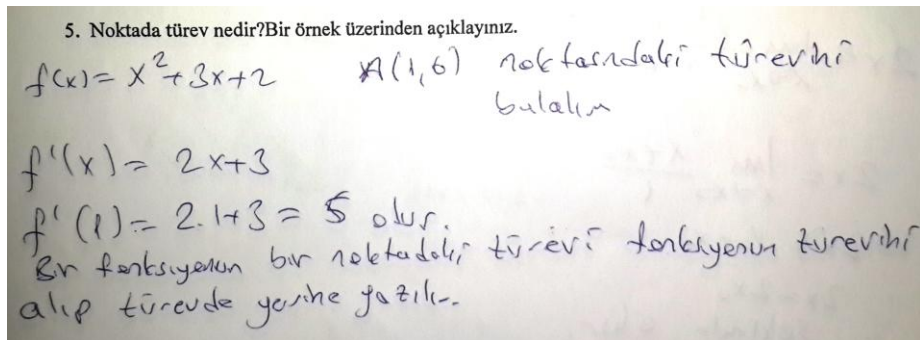 5. Noktada türev nedir?Bir örnek üzerinden açıklayınız.
f(x) = x²+3x+2 A(1,6) noktasındaki türevini
bulalım
f'(x) = 2x+3
f'(1) = 2.1+3 = 5 olur.
Bir fonksiyonun bir noktadaki türevi fonksiyonun türevini
alıp türevde yerine yazılır.